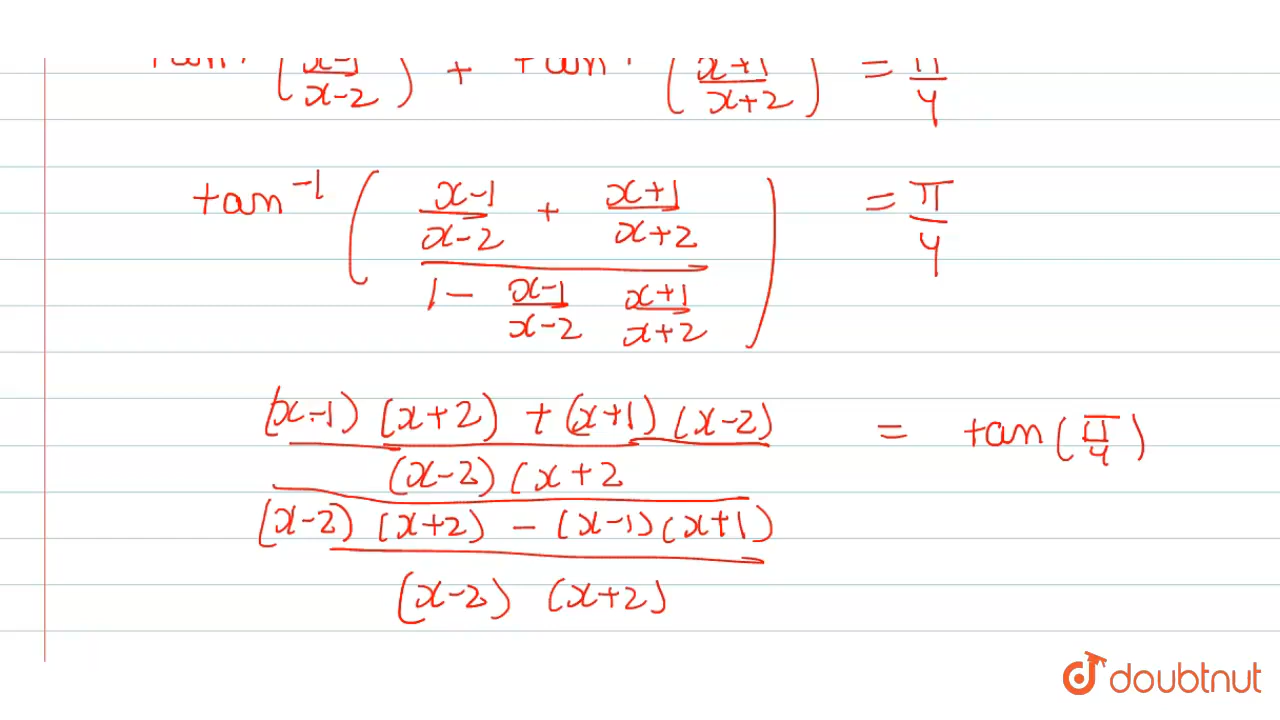 tan⁻¹ ( x-1 / x-2 ) + tan⁻¹ ( x+1 / x+2 ) = π / 4
tan⁻¹ ( ( x-1 / x-2 + x+1 / x+2 ) / ( 1 - x-1 / x-2 x+1 / x+2 ) ) = π / 4
(x-1) (x+2) + (x+1) (x-2) = tan ( π / 4 )
(x-2) (x+2
(x-2) (x+2) - (x-1) (x+1)
(x-2) (x+2)
doubtnut